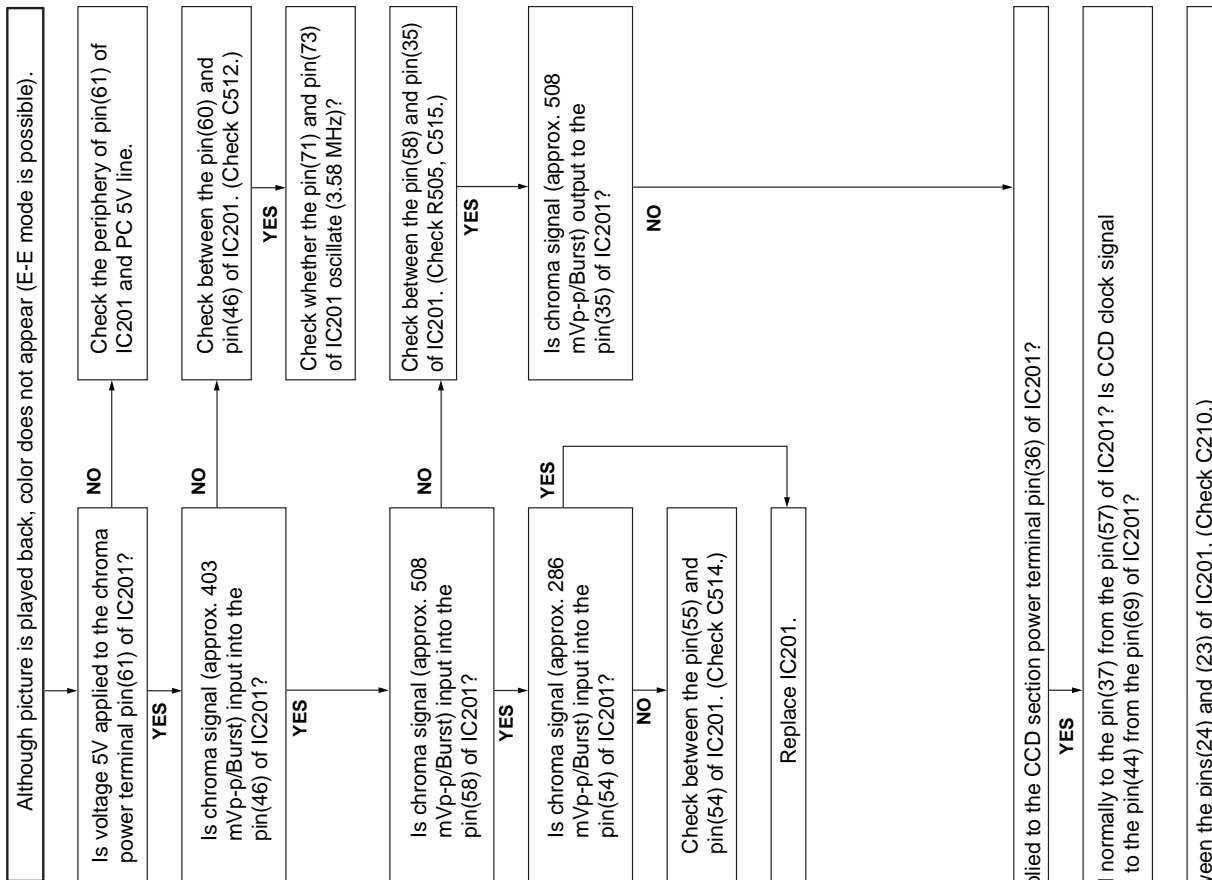 Although picture is played back, color does not appear (E-E mode is possible).
Is voltage 5V applied to the chroma
power terminal pin(61) of IC201?
NO
Check the periphery of pin(61) of
IC201 and PC 5V line.
YES
Is chroma signal (approx. 403
mVp-p/Burst) input into the
pin(46) of IC201?
NO
Check between the pin(60) and
pin(46) of IC201. (Check C512.)
YES
Check whether the pin(71) and pin(73)
of IC201 oscillate (3.58 MHz)?
YES
Is chroma signal (approx. 508
mVp-p/Burst) input into the
pin(58) of IC201?
NO
Check between the pin(58) and pin(35)
of IC201. (Check R505, C515.)
YES
Is chroma signal (approx. 508
mVp-p/Burst) output to the
pin(35) of IC201?
NO
YES
Is chroma signal (approx. 286
mVp-p/Burst) input into the
pin(54) of IC201?
YES
NO
Check between the pin(55) and
pin(54) of IC201. (Check C514.)
Replace IC201.
plied to the CCD section power terminal pin(36) of IC201?
YES
normally to the pin(37) from the pin(57) of IC201? Is CCD clock signal
to the pin(44) from the pin(69) of IC201?
ween the pins(24) and (23) of IC201. (Check C210.)